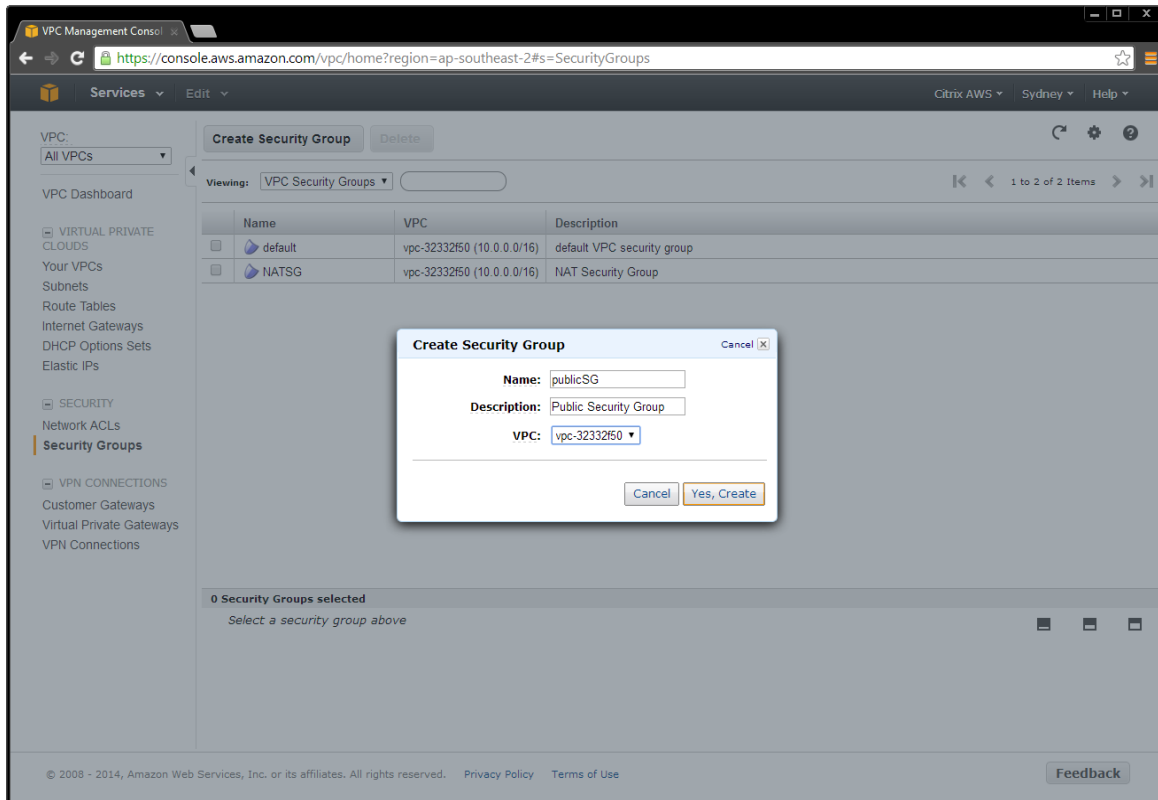 VPC Management Consol
https://console.aws.amazon.com/vpc/home?region=ap-southeast-2#s=SecurityGroups
Services Edit Citrix AWS Sydney Help
VPC:
All VPCs
VPC Dashboard
VIRTUAL PRIVATE
CLOUDS
Your VPCs
Subnets
Route Tables
Internet Gateways
DHCP Options Sets
Elastic IPs
SECURITY
Network ACLs
Security Groups
VPN CONNECTIONS
Customer Gateways
Virtual Private Gateways
VPN Connections
Create Security Group Delete
Viewing: VPC Security Groups 1 to 2 of 2 Items
Name VPC Description
default vpc-32332f50 (10.0.0.0/16) default VPC security group
NATSG vpc-32332f50 (10.0.0.0/16) NAT Security Group
Create Security Group Cancel
Name: publicSG
Description: Public Security Group
VPC: vpc-32332f50
Cancel Yes, Create
0 Security Groups selected
Select a security group above
© 2008 - 2014, Amazon Web Services, Inc. or its affiliates. All rights reserved. Privacy Policy Terms of Use Feedback